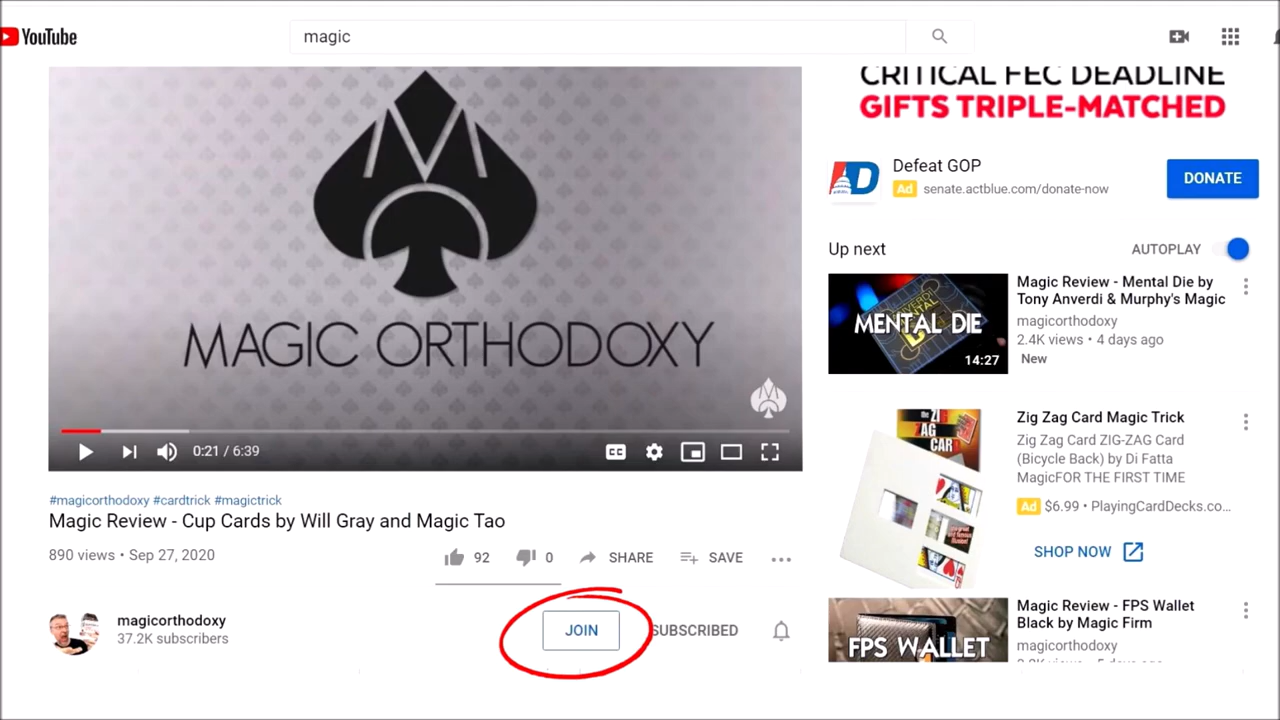 YouTube
magic
CRITICAL FEC DEADLINE
GIFTS TRIPLE-MATCHED
Defeat GOP
Ad senate.actblue.com/donate-now
DONATE
MAGIC ORTHODOXY
0:21 / 6:39
CC
#magicorthodoxy #cardtrick #magictrick
Magic Review - Cup Cards by Will Gray and Magic Tao
890 views • Sep 27, 2020
92
0
SHARE
SAVE
magicorthodoxy
37.2K subscribers
JOIN
SUBSCRIBED
Up next
AUTOPLAY
MENTAL DIE
14:27
Magic Review - Mental Die by
Tony Anverdi & Murphy's Magic
magicorthodoxy
2.4K views • 4 days ago
New
the ZIG
ZAG
CARD
Zig Zag Card Magic Trick
Zig Zag Card ZIG-ZAG Card
(Bicycle Back) by Di Fatta
MagicFOR THE FIRST TIME
Ad $6.99 • PlayingCardDecks.co...
SHOP NOW
FPS WALLET
Magic Review - FPS Wallet
Black by Magic Firm
magicorthodoxy